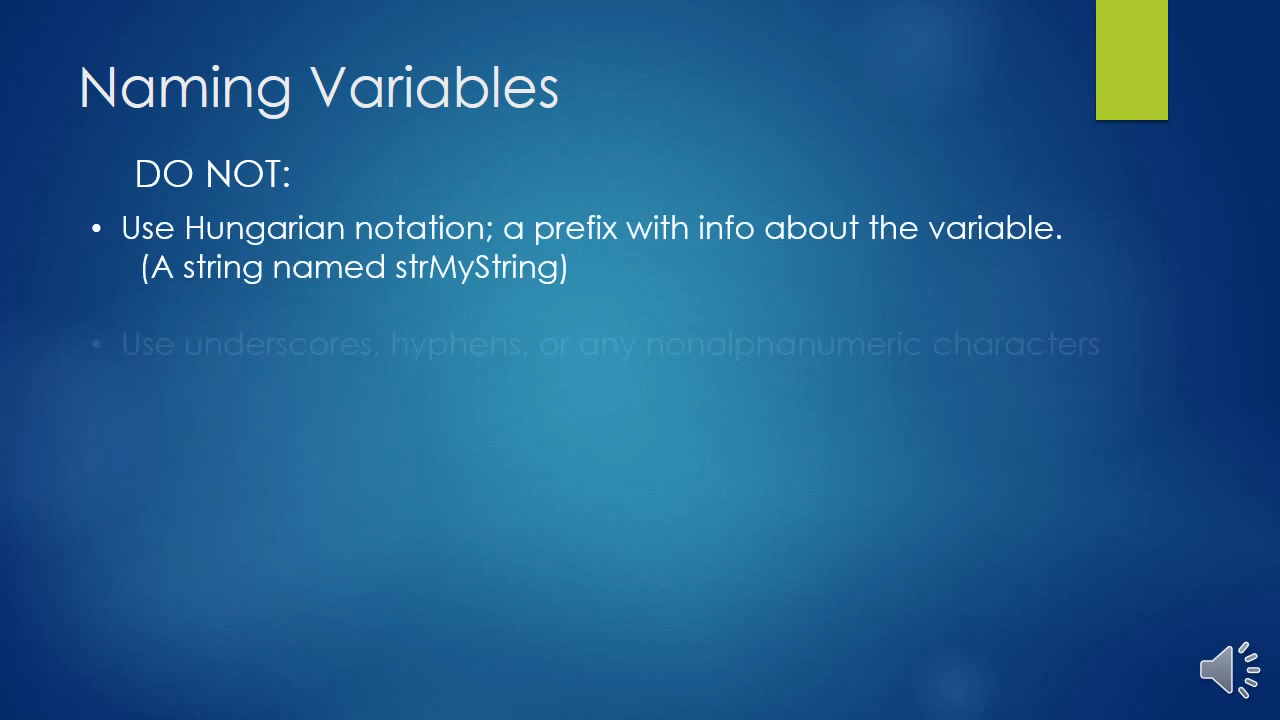 Naming Variables
DO NOT:
• Use Hungarian notation; a prefix with info about the variable.
(A string named strMyString)
• Use underscores, hyphens, or any nonalphanumeric characters